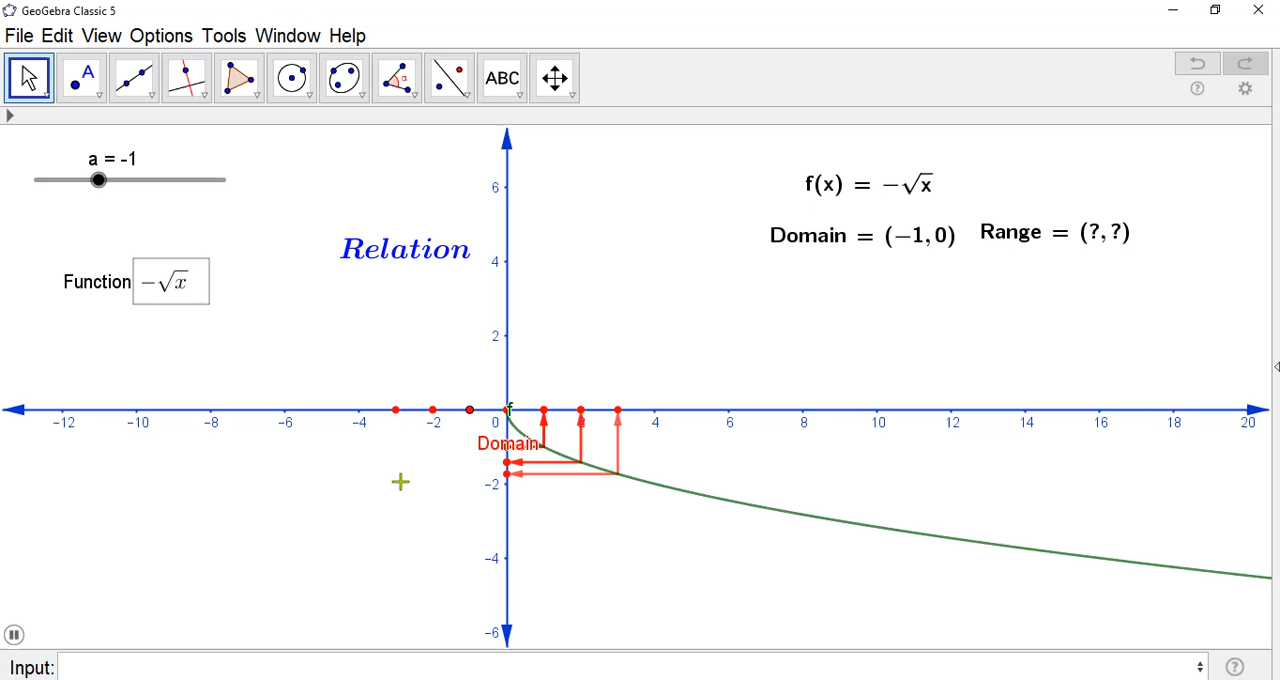 GeoGebra Classic 5
File Edit View Options Tools Window Help
A
α
ABC
a = -1
f(x) = −√x
Domain = (−1, 0) Range = (?, ?)
Relation
Function −√x
6
4
2
f
-12 -10 -8 -6 -4 -2 0 2 4 6 8 10 12 14 16 18 20
Domain
-2
-4
-6
Input: